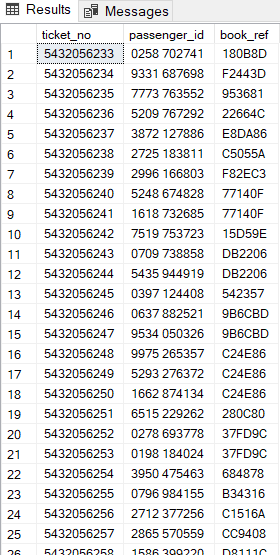 Results Messages
ticket_no passenger_id book_ref
1 5432056233 0258 702741 180B8D
2 5432056234 9331 687698 F2443D
3 5432056235 7773 763552 953681
4 5432056236 5209 767292 22664C
5 5432056237 3872 127886 E8DA86
6 5432056238 2725 183811 C5055A
7 5432056239 2996 166803 F82EC3
8 5432056240 5248 674828 77140F
9 5432056241 1618 732685 77140F
10 5432056242 7519 753723 15D59E
11 5432056243 0709 738858 DB2206
12 5432056244 5435 944919 DB2206
13 5432056245 0397 124408 542357
14 5432056246 0637 882521 9B6CBD
15 5432056247 9534 050326 9B6CBD
16 5432056248 9975 265357 C24E86
17 5432056249 5293 276372 C24E86
18 5432056250 1662 874134 C24E86
19 5432056251 6515 229262 280C80
20 5432056252 0278 693778 37FD9C
21 5432056253 0198 184024 37FD9C
22 5432056254 3950 475463 684878
23 5432056255 0796 984155 B34316
24 5432056256 2712 377256 C1516A
25 5432056257 2865 570559 CC9408
26 5432056258 1586 399220 D8111C